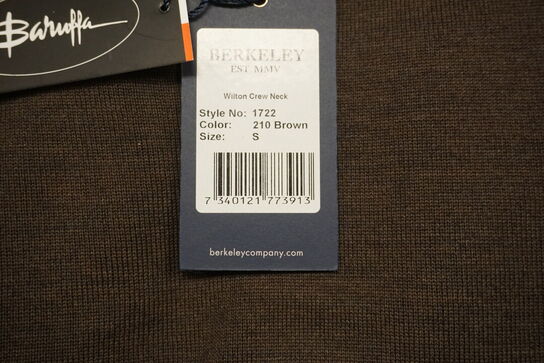 Baruffa
BERKELEY
EST MMV
Wilton Crew Neck
Style No: 1722
Color: 210 Brown
Size: S
7 340121 773913
berkeleycompany.com